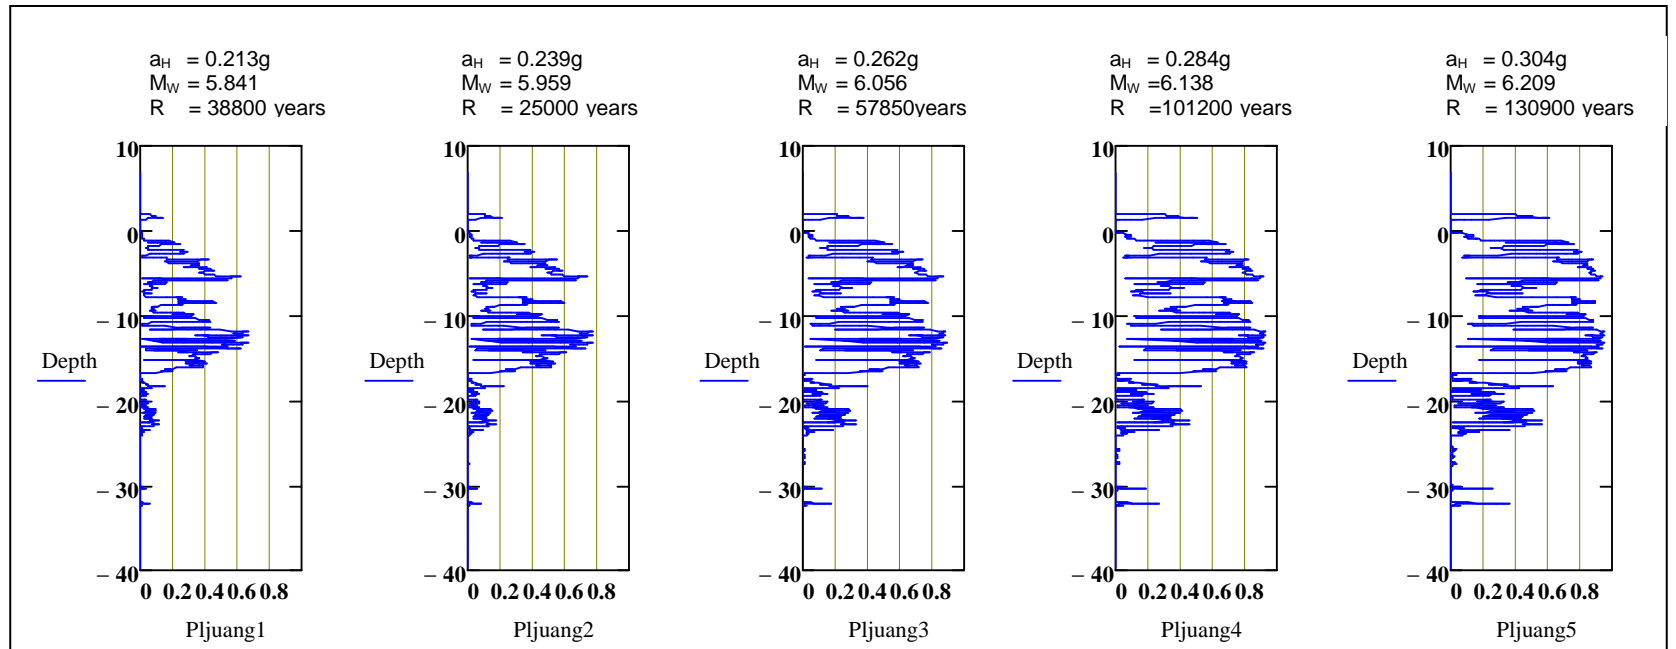 aH = 0.213g
MW = 5.841
R = 38800 years
aH = 0.239g
MW = 5.959
R = 25000 years
aH = 0.262g
MW = 6.056
R = 57850years
aH = 0.284g
MW =6.138
R =101200 years
aH = 0.304g
MW = 6.209
R = 130900 years
10
0
− 10
− 20
− 30
− 40
Depth
0 0.2 0.4 0.6 0.8
Pljuang1
10
0
− 10
− 20
− 30
− 40
Depth
0 0.2 0.4 0.6 0.8
Pljuang2
10
0
− 10
− 20
− 30
− 40
Depth
0 0.2 0.4 0.6 0.8
Pljuang3
10
0
− 10
− 20
− 30
− 40
Depth
0 0.2 0.4 0.6 0.8
Pljuang4
10
0
− 10
− 20
− 30
− 40
Depth
0 0.2 0.4 0.6 0.8
Pljuang5